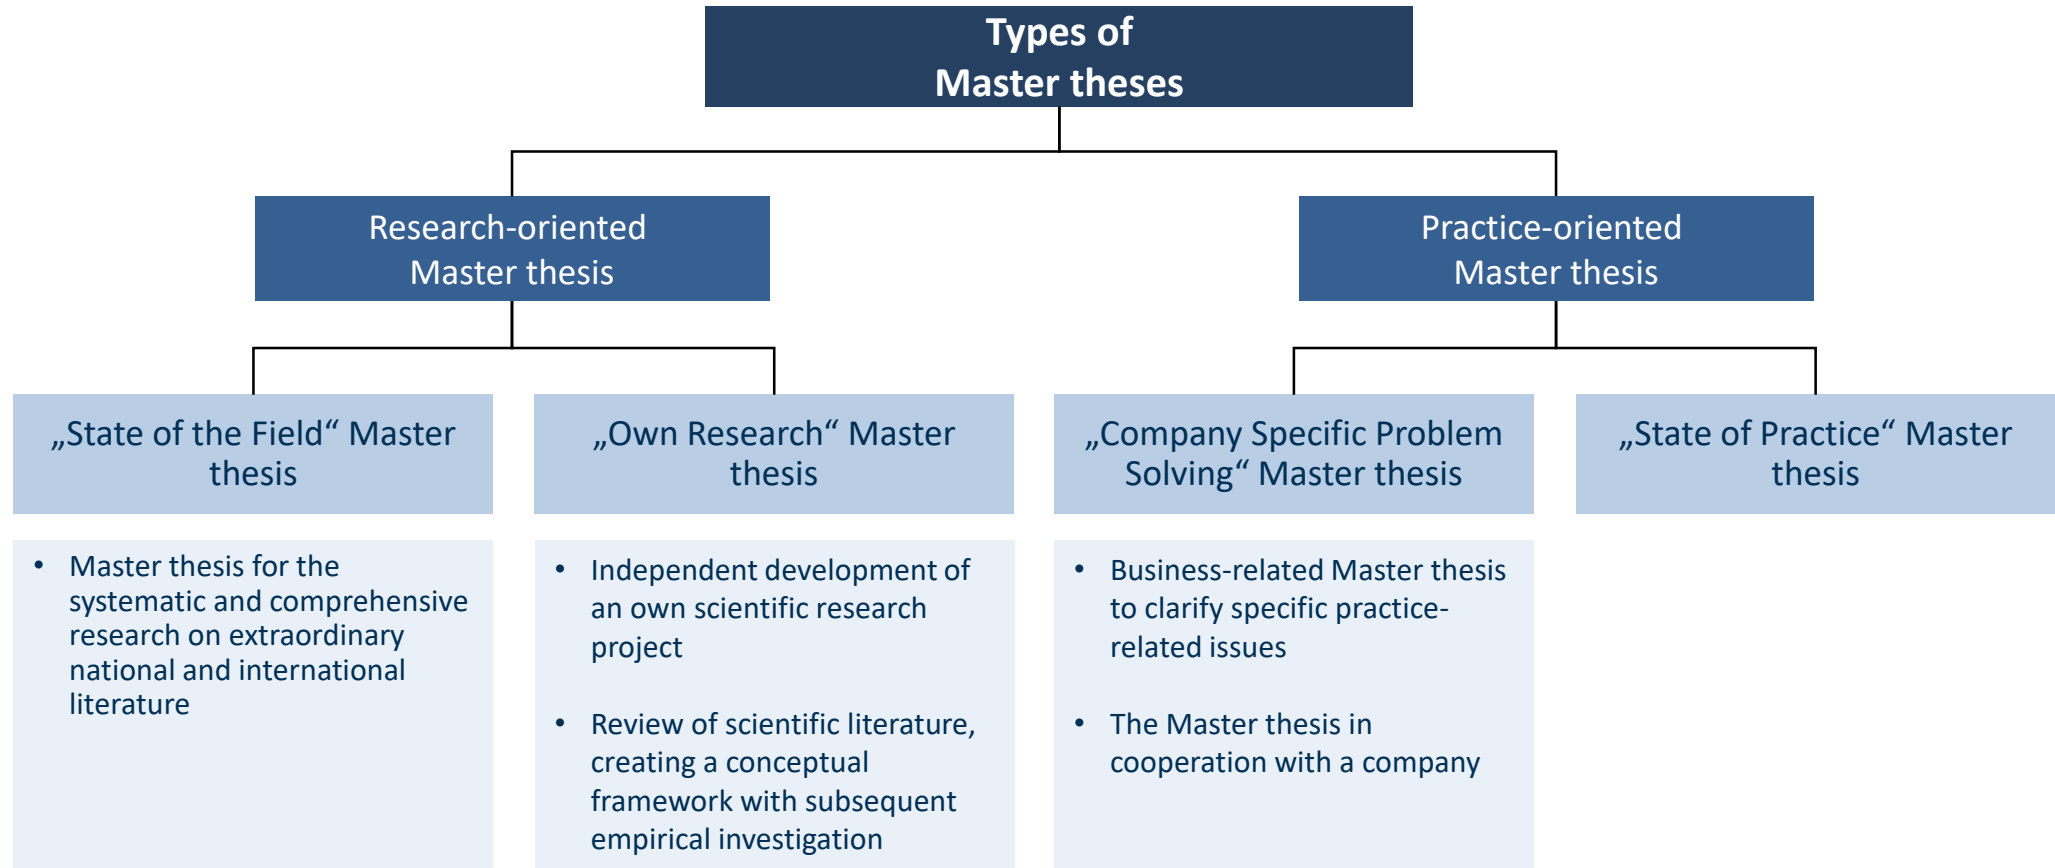 Types of
Master theses
Research-oriented
Master thesis
Practice-oriented
Master thesis
„State of the Field“ Master
thesis
„Own Research“ Master
thesis
„Company Specific Problem
Solving“ Master thesis
„State of Practice“ Master
thesis
• Master thesis for the
systematic and comprehensive
research on extraordinary
national and international
literature
• Independent development of
an own scientific research
project
• Review of scientific literature,
creating a conceptual
framework with subsequent
empirical investigation
• Business-related Master thesis
to clarify specific practice-
related issues
• The Master thesis in
cooperation with a company